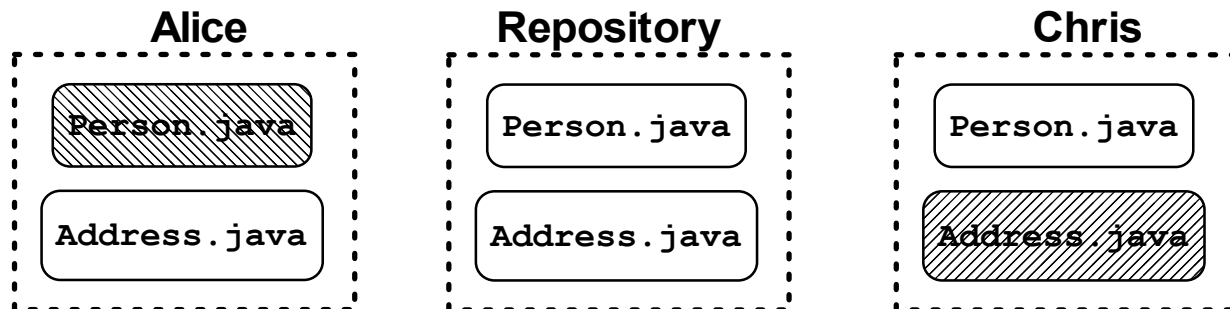 Alice
Person.java
Address.java
Repository
Person.java
Address.java
Chris
Person.java
Address.java